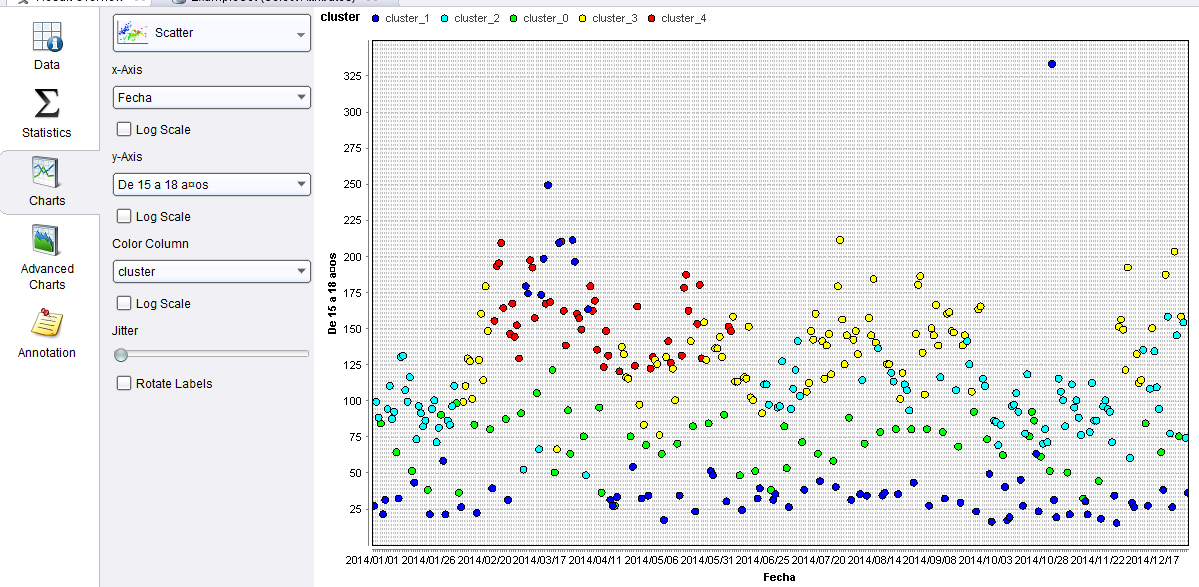 Data
Statistics
Charts
Advanced
Charts
Annotation
Scatter
x-Axis
Fecha
Log Scale
y-Axis
De 15 a 18 a¤os
Log Scale
Color Column
cluster
Log Scale
Jitter
Rotate Labels
cluster cluster_1 cluster_2 cluster_0 cluster_3 cluster_4
De 15 a 18 a¤os
325
300
275
250
225
200
175
150
125
100
75
50
25
2014/01/01 2014/01/26 2014/02/20 2014/03/17 2014/04/11 2014/05/06 2014/05/31 2014/06/25 2014/07/20 2014/08/14 2014/09/08 2014/10/03 2014/10/28 2014/11/22 2014/12/17
Fecha